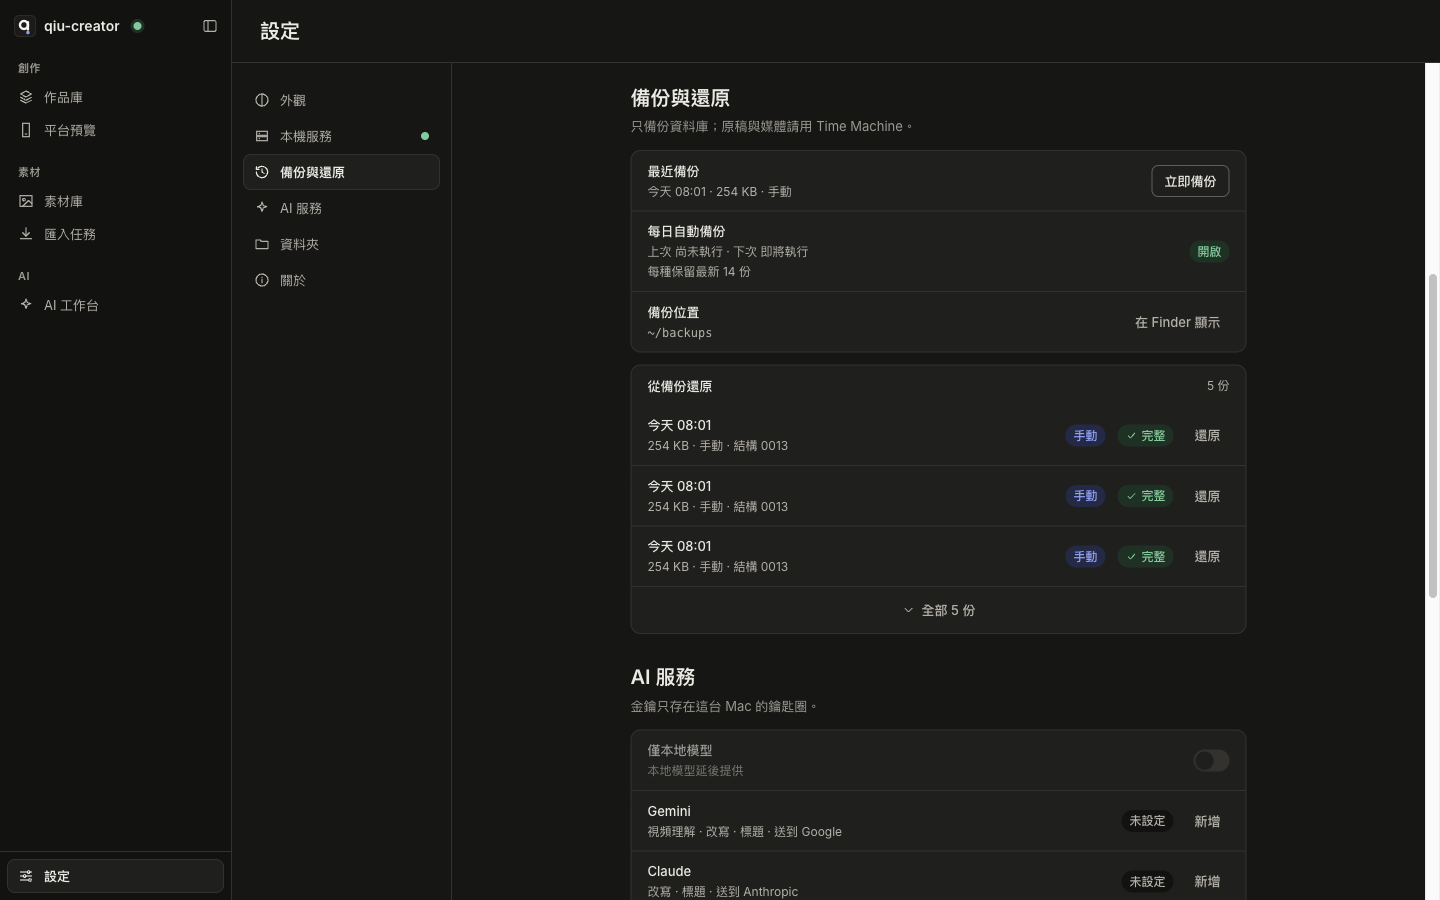 qiu-creator
創作
作品庫
平台預覽
素材
素材庫
匯入任務
AI
AI 工作台
設定
設定
外觀
本機服務
備份與還原
AI 服務
資料夾
關於
備份與還原
只備份資料庫；原稿與媒體請用 Time Machine。
最近備份
今天 08:01 · 254 KB · 手動
立即備份
每日自動備份
上次 尚未執行 · 下次 即將執行
每種保留最新 14 份
開啟
備份位置
~/backups
在 Finder 顯示
從備份還原
5 份
今天 08:01
254 KB · 手動 · 結構 0013
手動
完整
還原
今天 08:01
254 KB · 手動 · 結構 0013
手動
完整
還原
今天 08:01
254 KB · 手動 · 結構 0013
手動
完整
還原
全部 5 份
AI 服務
金鑰只存在這台 Mac 的鑰匙圈。
僅本地模型
本地模型延後提供
Gemini
視頻理解 · 改寫 · 標題 · 送到 Google
未設定
新增
Claude
改寫 · 標題 · 送到 Anthropic
未設定
新增